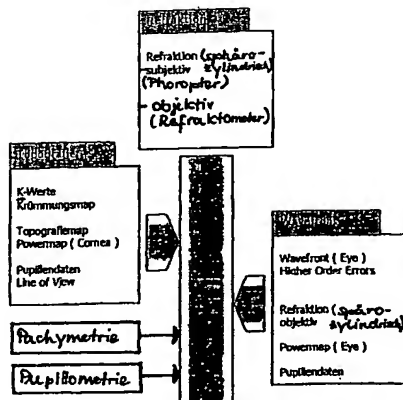 Refraktion (sphäro-
-subjektiv zylindrisch)
(Phoropter)
- objektiv
(Refraktometer)
K-Werte
Krümmungsmap
Topografiemap
Powermap ( Cornea )
Pupillendaten
Line of View
Pachymetrie
Pupillometrie
Wavefront ( Eye )
Higher Order Errors
Refraktion (sphäro-
objektiv zylindrisch)
Powermap ( Eye )
Pupillendaten